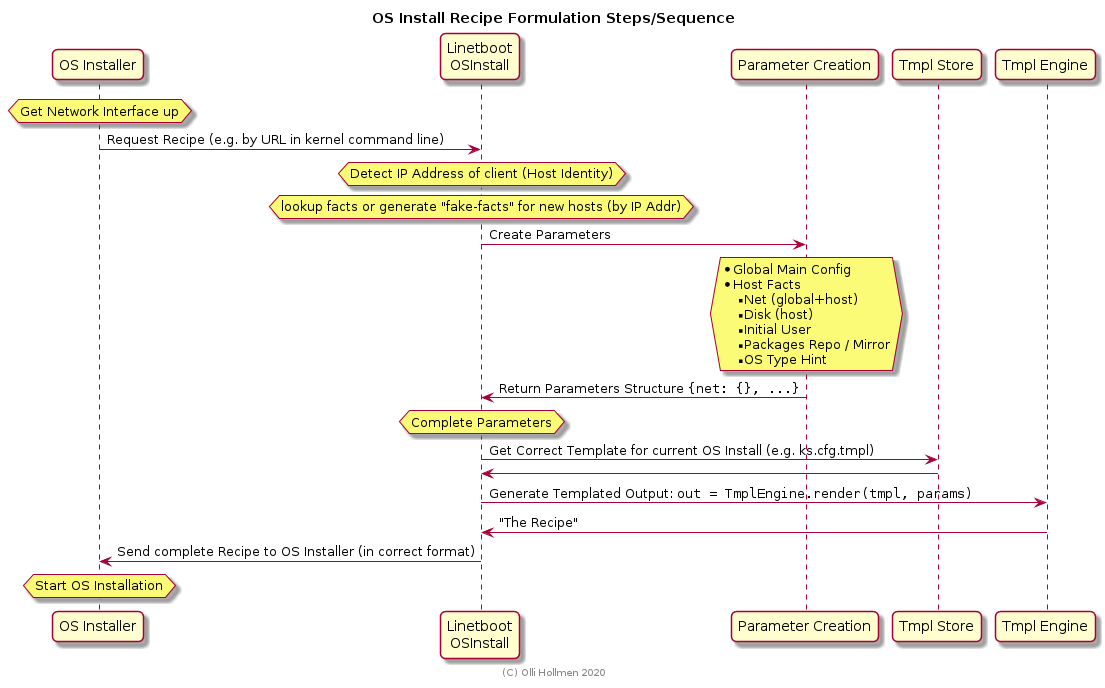 OS Install Recipe Formulation Steps/Sequence
OS Installer
Linetboot
OSInstall
Parameter Creation
Tmpl Store
Tmpl Engine
Get Network Interface up
Request Recipe (e.g. by URL in kernel command line)
Detect IP Address of client (Host Identity)
lookup facts or generate "fake-facts" for new hosts (by IP Addr)
Create Parameters
Global Main Config
Host Facts
Net (global+host)
Disk (host)
Initial User
Packages Repo / Mirror
OS Type Hint
Return Parameters Structure {net: {}, ...}
Complete Parameters
Get Correct Template for current OS Install (e.g. ks.cfg.tmpl)
Generate Templated Output: out = TmplEngine.render(tmpl, params)
"The Recipe"
Send complete Recipe to OS Installer (in correct format)
Start OS Installation
OS Installer
Linetboot
OSInstall
Parameter Creation
Tmpl Store
Tmpl Engine
(C) Olli Hollmen 2020